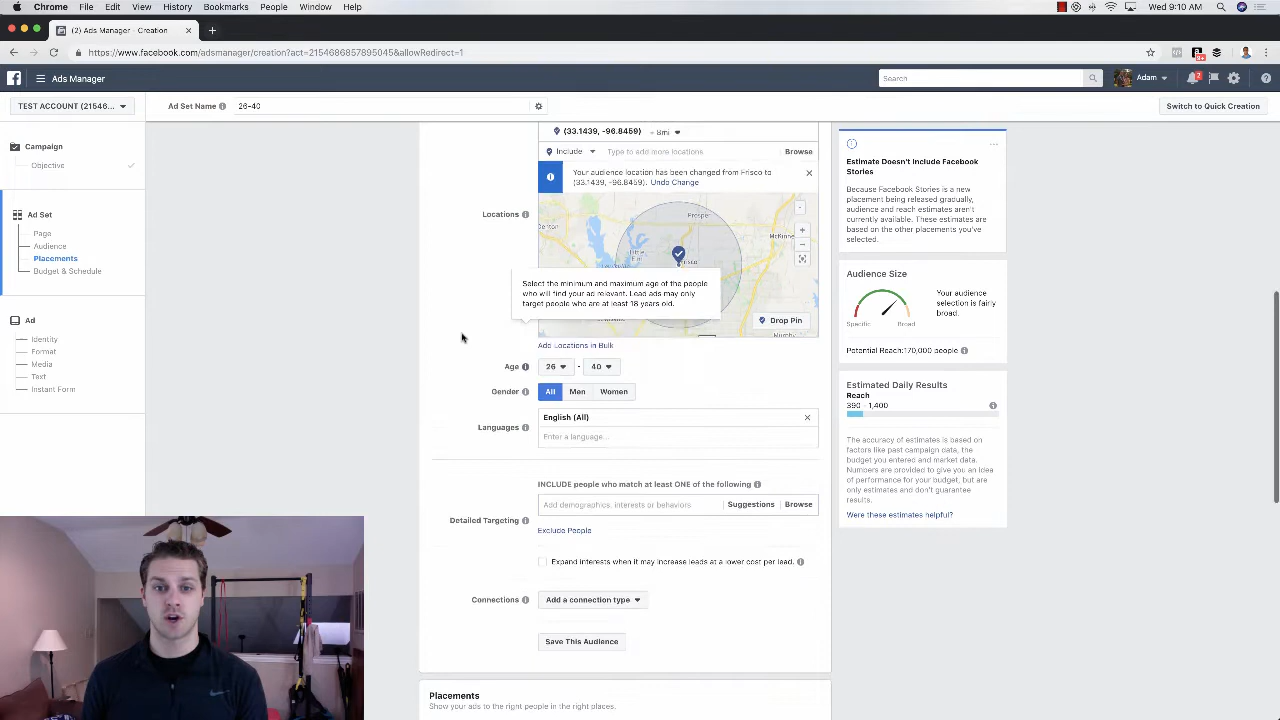 Chrome File Edit View History Bookmarks People Window Help
Wed 9:10 AM
(2) Ads Manager - Creation
https://www.facebook.com/adsmanager/creation?act=2154686857895045&allowRedirect=1
Ads Manager
Search
Adam
TEST ACCOUNT (21546...
Ad Set Name
26-40
Switch to Quick Creation
Campaign
Objective
Ad Set
Page
Audience
Placements
Budget & Schedule
Ad
Identity
Format
Media
Text
Instant Form
(33.1439, -96.8459) + 8mi
Include
Type to add more locations
Browse
Your audience location has been changed from Frisco to
(33.1439, -96.8459). Undo Change
Locations
Prosper
Denton
McKinne
Little
Elm
Frisco
Select the minimum and maximum age of the people
who will find your ad relevant. Lead ads may only
target people who are at least 18 years old.
Drop Pin
Murphy
Add Locations in Bulk
Age
26 - 40
Gender
All Men Women
Languages
English (All)
Enter a language...
INCLUDE people who match at least ONE of the following
Detailed Targeting
Add demographics, interests or behaviors
Suggestions
Browse
Exclude People
Expand interests when it may increase leads at a lower cost per lead.
Connections
Add a connection type
Save This Audience
Placements
Show your ads to the right people in the right places.
Estimate Doesn't Include Facebook
Stories
Because Facebook Stories is a new
placement being released gradually,
audience and reach estimates aren't
currently available. These estimates are
based on the other placements you've
selected.
Audience Size
Specific
Broad
Your audience
selection is fairly
broad.
Potential Reach:170,000 people
Estimated Daily Results
Reach
390 - 1,400
The accuracy of estimates is based on
factors like past campaign data, the
budget you entered and market data.
Numbers are provided to give you an idea
of performance for your budget, but are
only estimates and don't guarantee
results.
Were these estimates helpful?